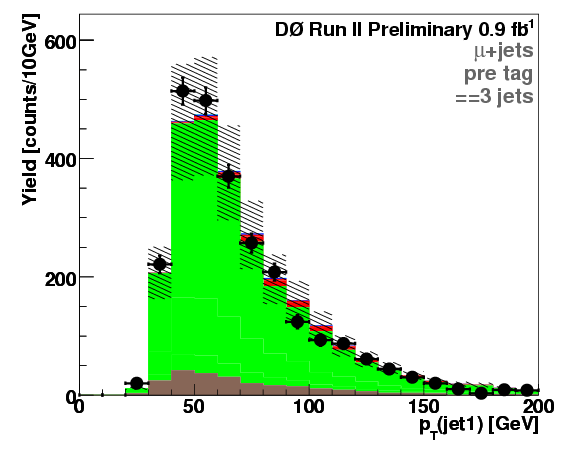 DØ Run II Preliminary 0.9 fb-1
μ+jets
pre tag
==3 jets
Yield [counts/10GeV]
600
400
200
0
0 50 100 150 200
pT(jet1) [GeV]